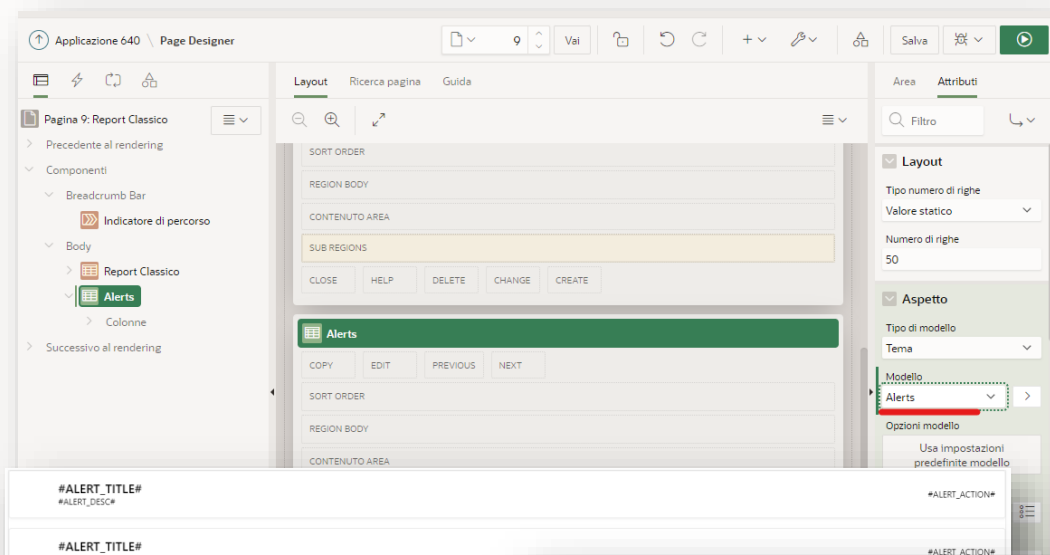 Applicazione 640 \ Page Designer
9
Vai
Salva
Pagina 9: Report Classico
Precedente al rendering
Componenti
Breadcrumb Bar
Indicatore di percorso
Body
Report Classico
Alerts
Colonne
Successivo al rendering
Layout Ricerca pagina Guida
SORT ORDER
REGION BODY
CONTENUTO AREA
SUB REGIONS
CLOSE HELP DELETE CHANGE CREATE
Alerts
COPY EDIT PREVIOUS NEXT
SORT ORDER
REGION BODY
CONTENUTO AREA
Area Attributi
Filtro
Layout
Tipo numero di righe
Valore statico
Numero di righe
50
Aspetto
Tipo di modello
Tema
Modello
Alerts
Opzioni modello
Usa impostazioni
predefinite modello
#ALERT_TITLE#
#ALERT_DESC#
#ALERT_ACTION#
#ALERT_TITLE#
#ALERT_ACTION#